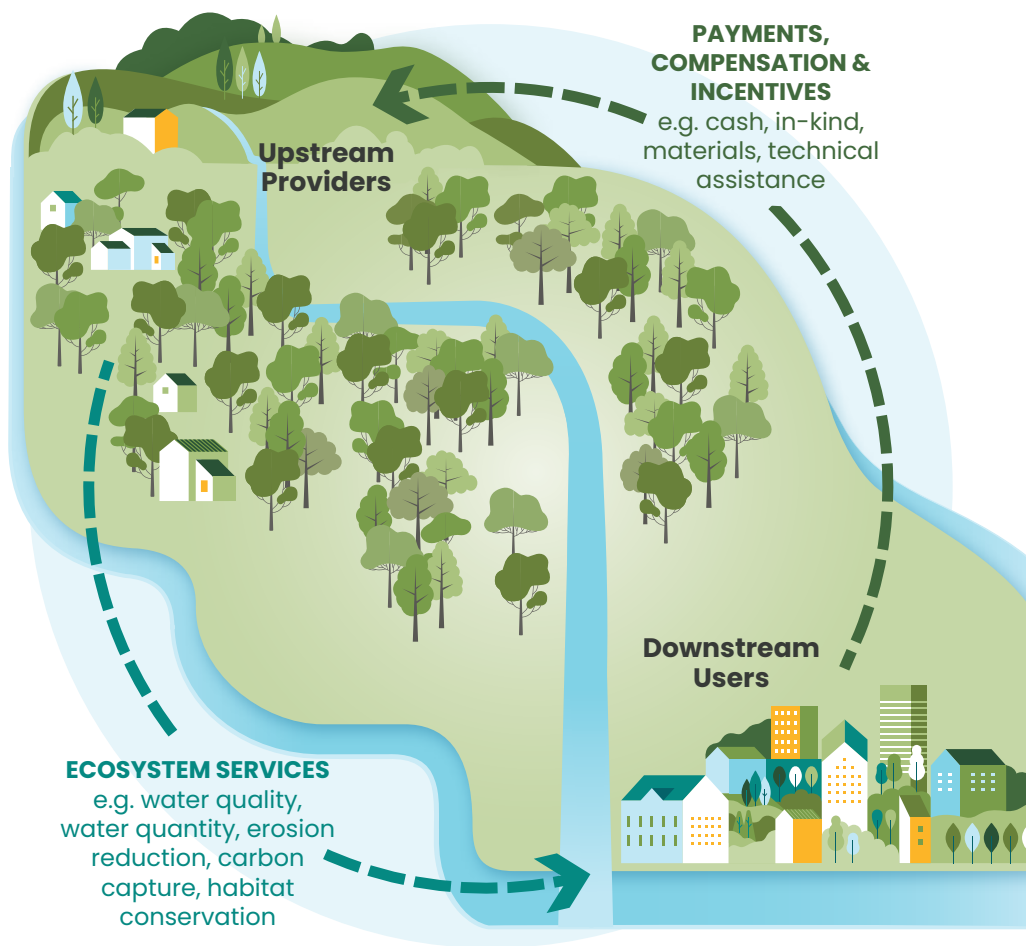 PAYMENTS,
COMPENSATION &
INCENTIVES
e.g. cash, in-kind,
materials, technical
assistance
Upstream
Providers
Downstream
Users
ECOSYSTEM SERVICES
e.g. water quality,
water quantity, erosion
reduction, carbon
capture, habitat
conservation